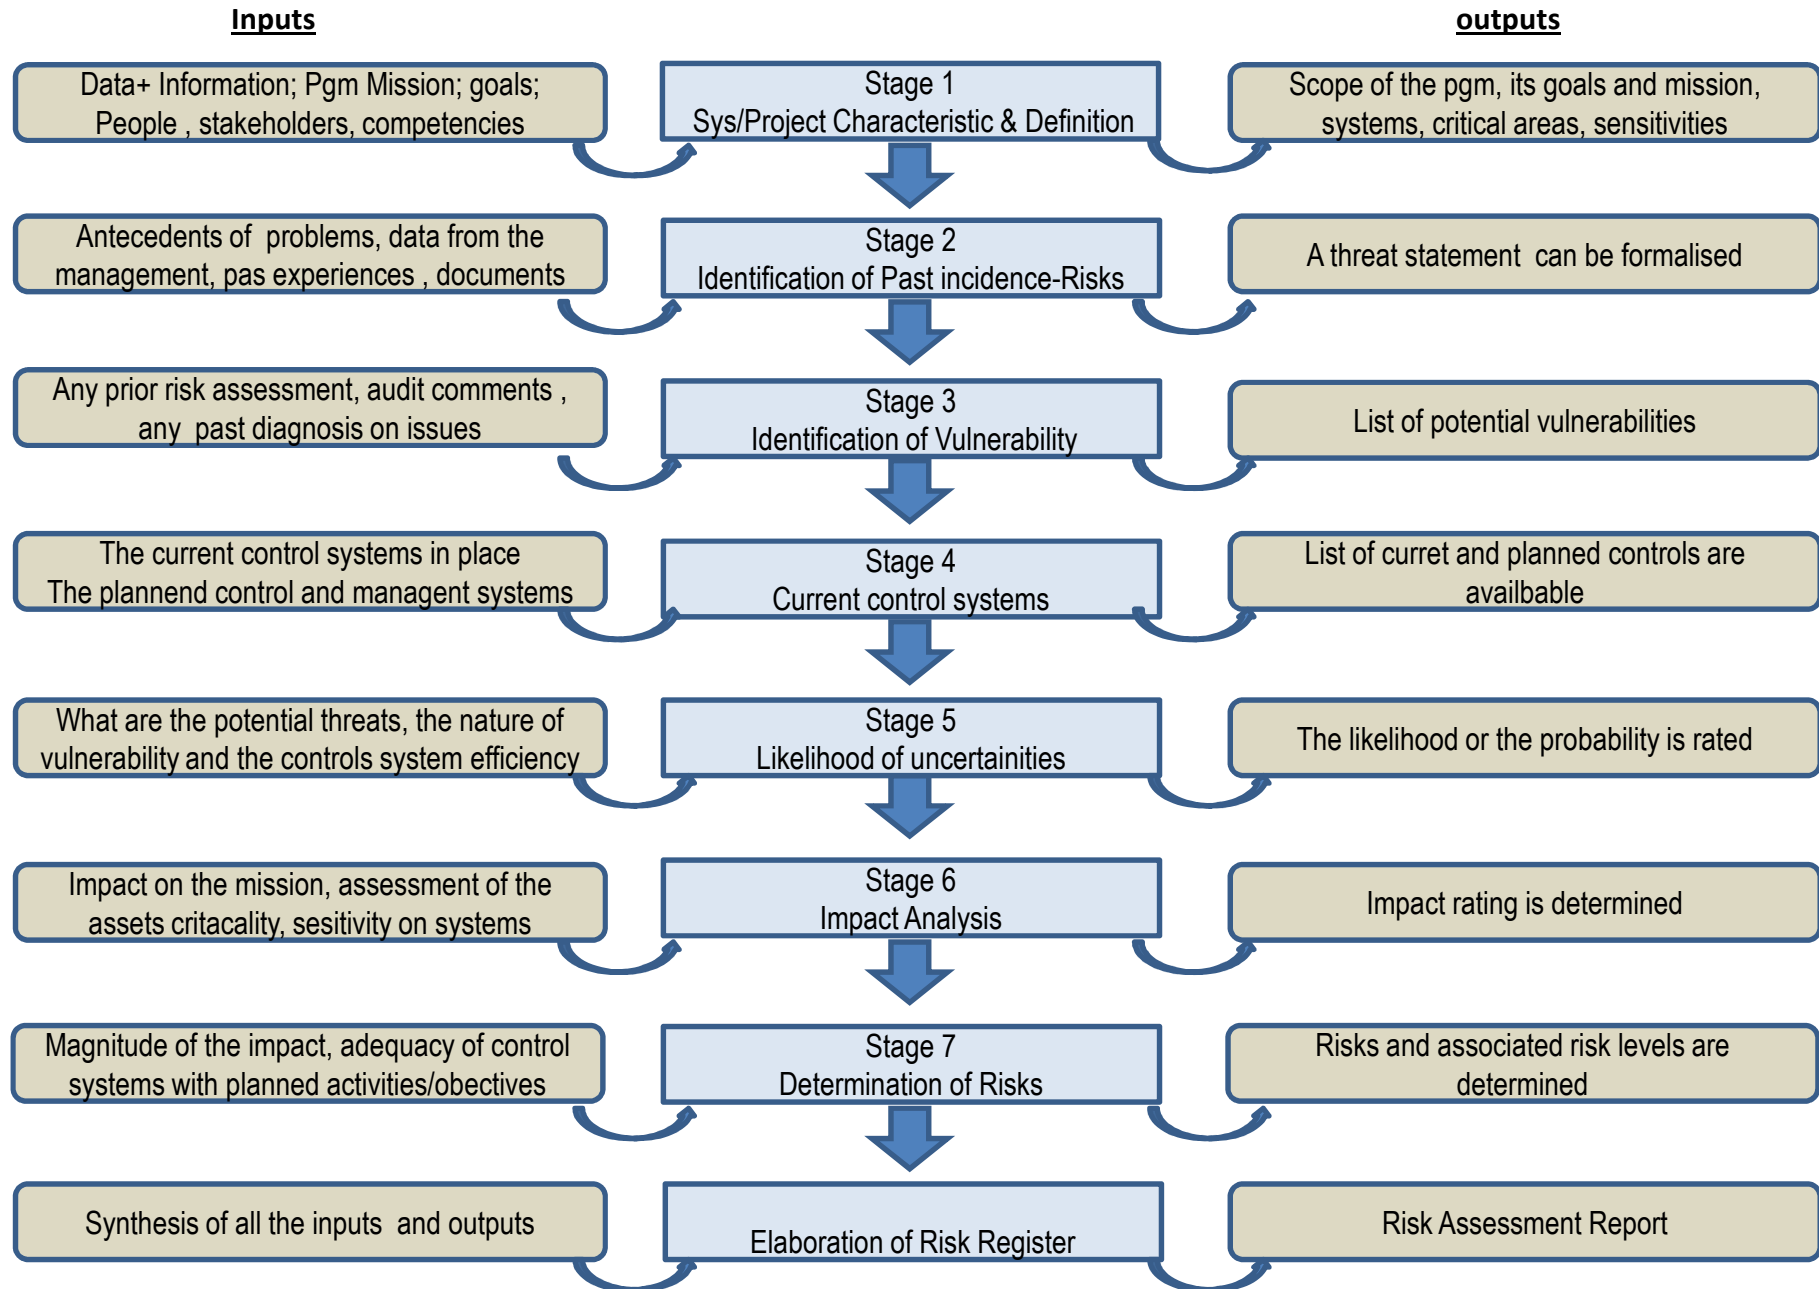 Inputs
outputs
Data+ Information; Pgm Mission; goals;
People , stakeholders, competencies
Stage 1
Sys/Project Characteristic & Definition
Scope of the pgm, its goals and mission,
systems, critical areas, sensitivities
Antecedents of problems, data from the
management, pas experiences , documents
Stage 2
Identification of Past incidence-Risks
A threat statement can be formalised
Any prior risk assessment, audit comments ,
any past diagnosis on issues
Stage 3
Identification of Vulnerability
List of potential vulnerabilities
The current control systems in place
The plannend control and managent systems
Stage 4
Current control systems
List of curret and planned controls are
availbable
What are the potential threats, the nature of
vulnerability and the controls system efficiency
Stage 5
Likelihood of uncertainities
The likelihood or the probability is rated
Impact on the mission, assessment of the
assets critacality, sesitivity on systems
Stage 6
Impact Analysis
Impact rating is determined
Magnitude of the impact, adequacy of control
systems with planned activities/obectives
Stage 7
Determination of Risks
Risks and associated risk levels are
determined
Synthesis of all the inputs and outputs
Elaboration of Risk Register
Risk Assessment Report